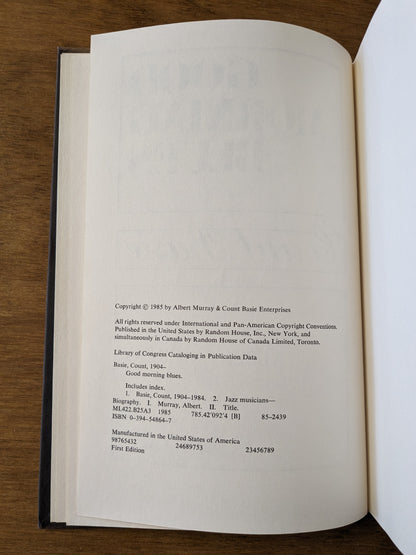 Copyright © 1985 by Albert Murray & Count Basie Enterprises
All rights reserved under International and Pan-American Copyright Conventions.
Published in the United States by Random House, Inc., New York, and
simultaneously in Canada by Random House of Canada Limited, Toronto.
Library of Congress Cataloging in Publication Data
Basie, Count, 1904–
Good morning blues.
Includes index.
1. Basie, Count, 1904–1984. 2. Jazz musicians—
Biography. I. Murray, Albert. II. Title.
ML422.B25A3 1985 785.42'092'4 [B] 85-2439
ISBN 0-394-54864-7
Manufactured in the United States of America
98765432 24689753 23456789
First Edition